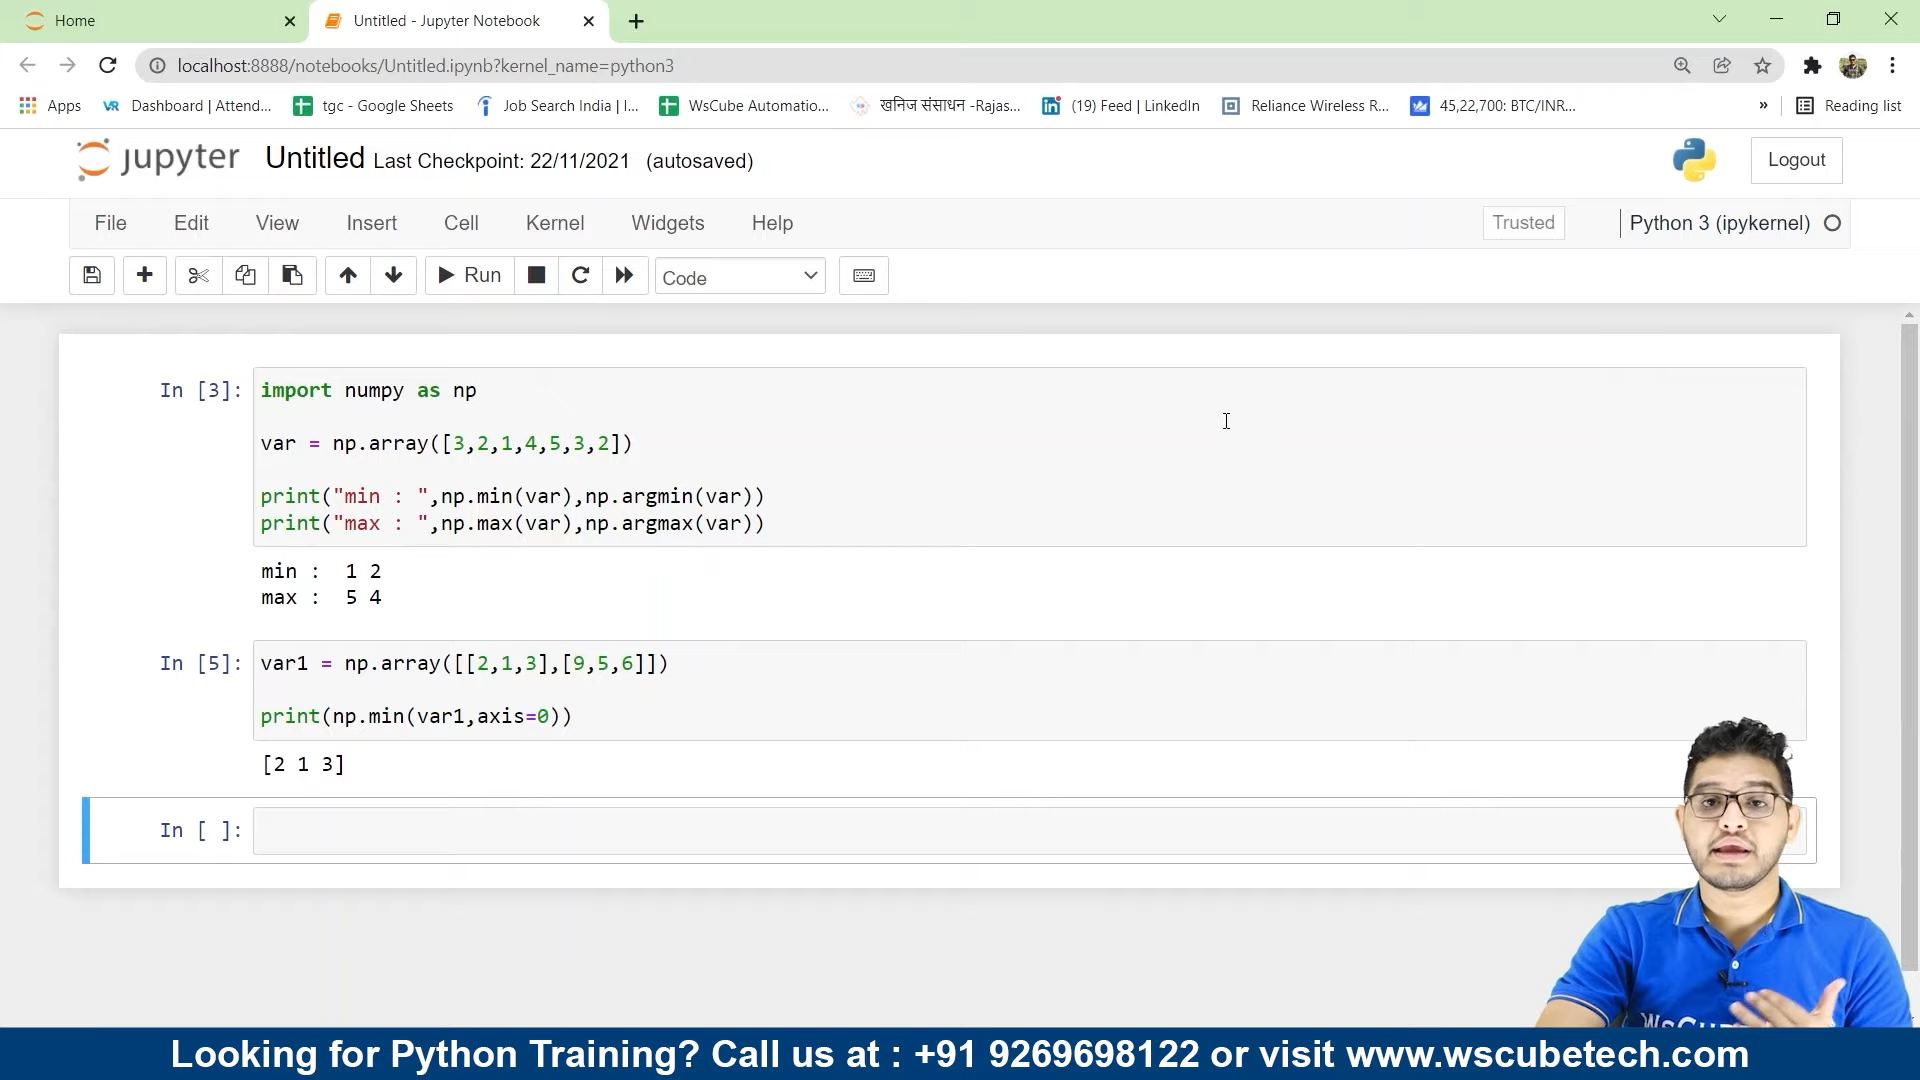 Home
Untitled - Jupyter Notebook
localhost:8888/notebooks/Untitled.ipynb?kernel_name=python3
Apps
VR Dashboard | Attend...
tgc - Google Sheets
Job Search India | I...
WsCube Automatio...
खनिज संसाधन -Rajas...
(19) Feed | LinkedIn
Reliance Wireless R...
45,22,700: BTC/INR...
»
Reading list
jupyter Untitled Last Checkpoint: 22/11/2021 (autosaved)
Logout
File Edit View Insert Cell Kernel Widgets Help
Trusted
Python 3 (ipykernel)
Run
Code
In [3]: import numpy as np
var = np.array([3,2,1,4,5,3,2])
print("min : ",np.min(var),np.argmin(var))
print("max : ",np.max(var),np.argmax(var))
min :  1 2
max :  5 4
In [5]: var1 = np.array([[2,1,3],[9,5,6]])
print(np.min(var1,axis=0))
[2 1 3]
In [ ]:
Looking for Python Training? Call us at : +91 9269698122 or visit www.wscubetech.com